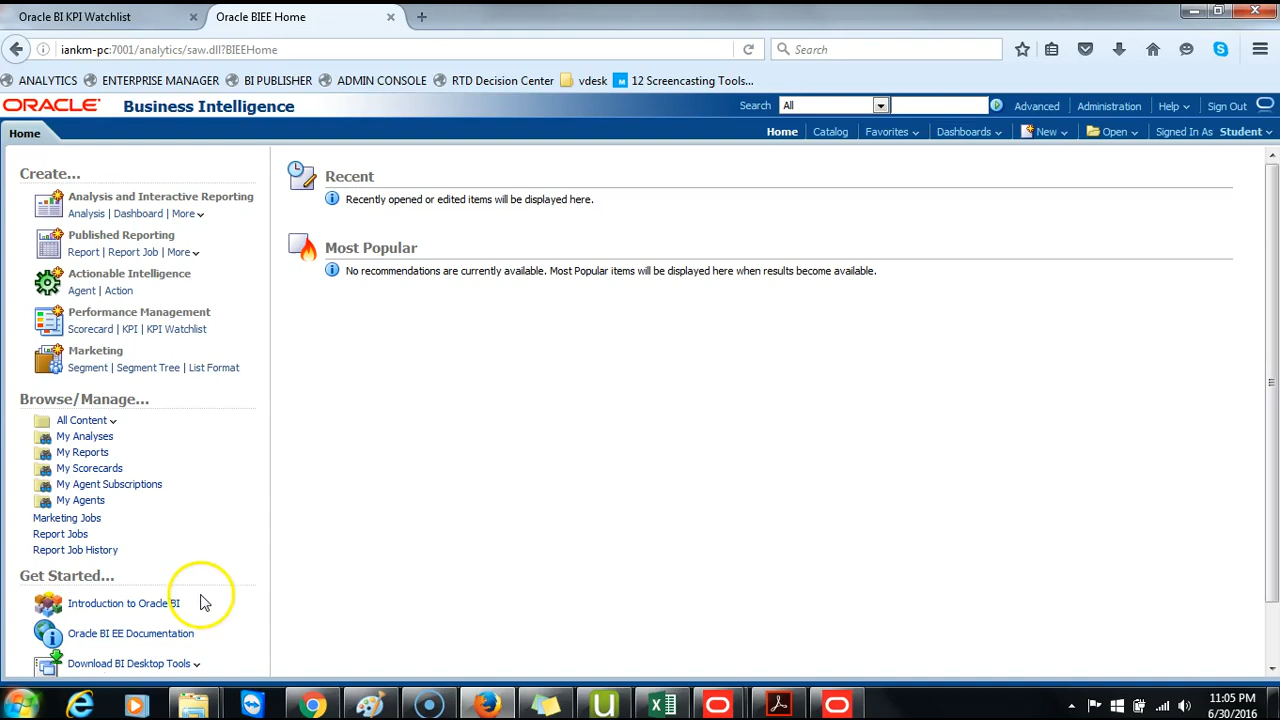 Oracle BI KPI Watchlist
Oracle BIEE Home
iankm-pc:7001/analytics/saw.dll?BIEEHome
Search
ANALYTICS ENTERPRISE MANAGER BI PUBLISHER ADMIN CONSOLE RTD Decision Center vdesk 12 Screencasting Tools...
ORACLE Business Intelligence Search All Advanced Administration Help Sign Out
Home
Home Catalog Favorites Dashboards New Open Signed In As Student
Create...
Analysis and Interactive Reporting
Analysis | Dashboard | More
Published Reporting
Report | Report Job | More
Actionable Intelligence
Agent | Action
Performance Management
Scorecard | KPI | KPI Watchlist
Marketing
Segment | Segment Tree | List Format
Browse/Manage...
All Content
My Analyses
My Reports
My Scorecards
My Agent Subscriptions
My Agents
Marketing Jobs
Report Jobs
Report Job History
Get Started...
Introduction to Oracle BI
Oracle BI EE Documentation
Download BI Desktop Tools
Recent
Recently opened or edited items will be displayed here.
Most Popular
No recommendations are currently available. Most Popular items will be displayed here when results become available.
11:05 PM
6/30/2016